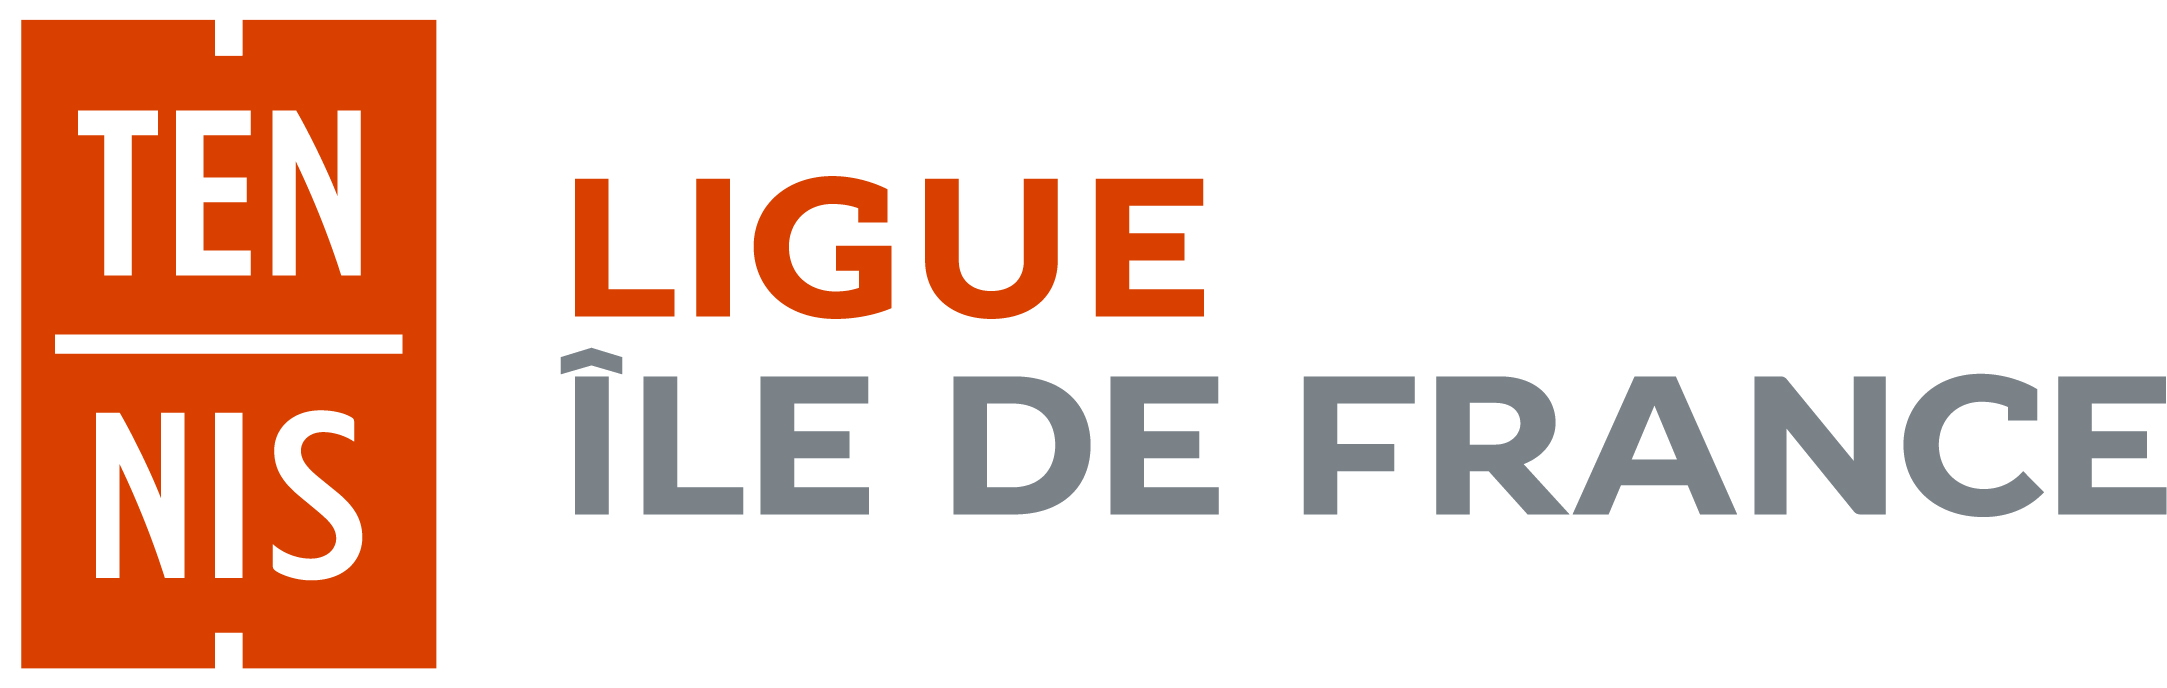 TEN
NIS
LIGUE
ÎLE DE FRANCE